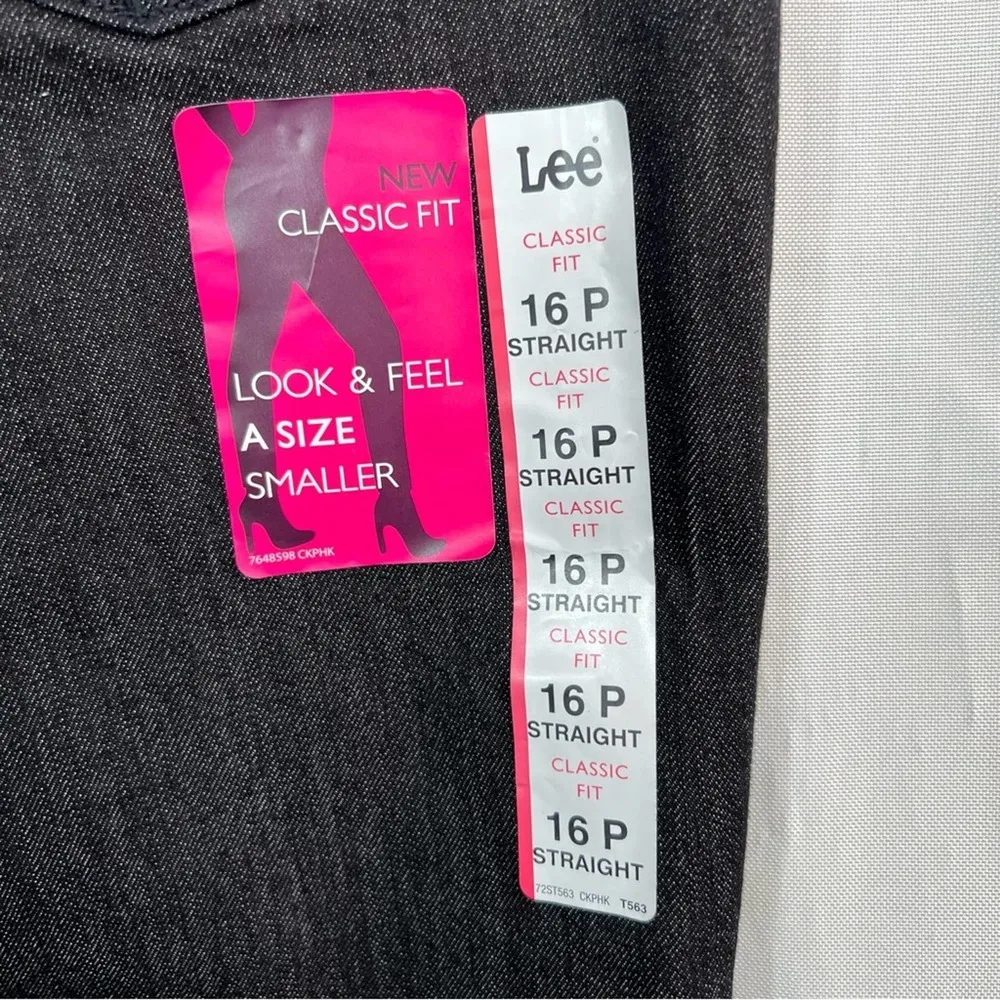 NEW
CLASSIC FIT
LOOK & FEEL
A SIZE
SMALLER
7648598 CKPHK
Lee®
CLASSIC
FIT
16 P
STRAIGHT
CLASSIC
FIT
16 P
STRAIGHT
CLASSIC
FIT
16 P
STRAIGHT
CLASSIC
FIT
16 P
STRAIGHT
CLASSIC
FIT
16 P
STRAIGHT
72ST563 CKPHK T563